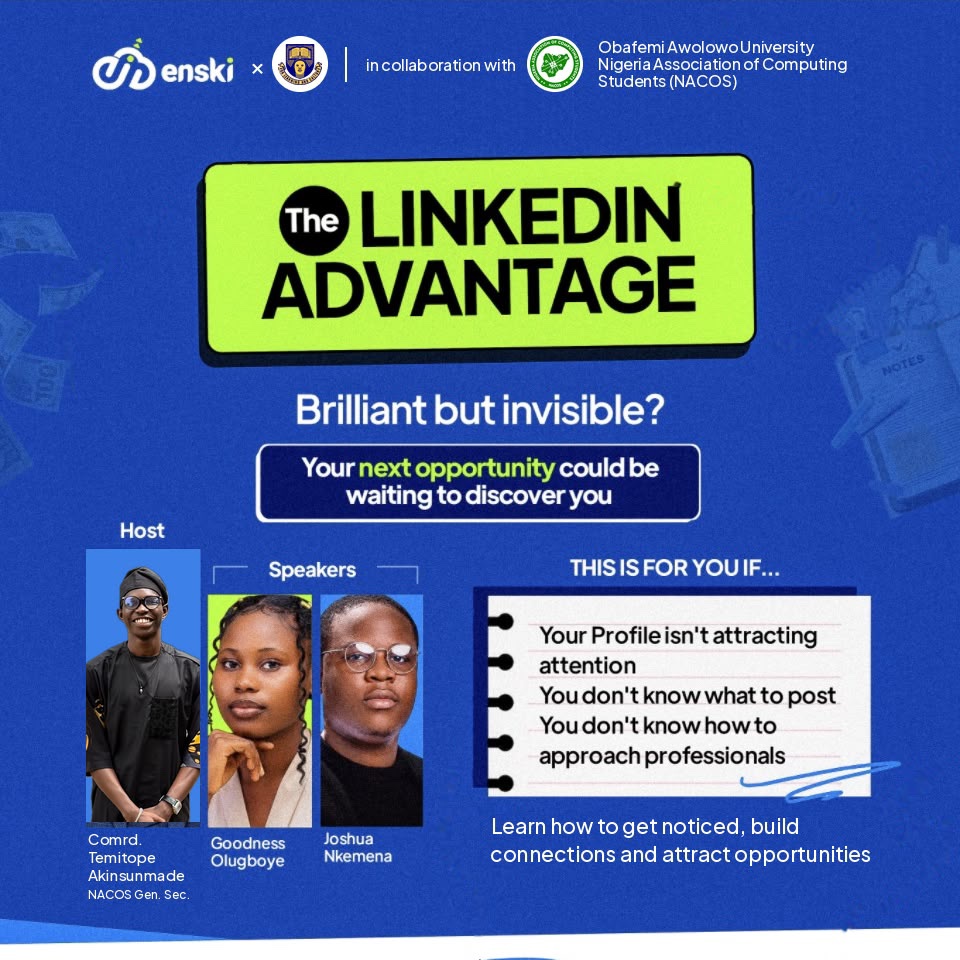 enski
×
in collaboration with
Obafemi Awolowo University
Nigeria Association of Computing
Students (NACOS)
The LINKEDIN
ADVANTAGE
NOTES
100
Brilliant but invisible?
Your next opportunity could be
waiting to discover you
Host
Speakers
Comrd.
Temitope
Akinsunmade
NACOS Gen. Sec.
Goodness
Olugboye
Joshua
Nkemena
THIS IS FOR YOU IF...
Your Profile isn't attracting
attention
You don't know what to post
You don't know how to
approach professionals
Learn how to get noticed, build
connections and attract opportunities